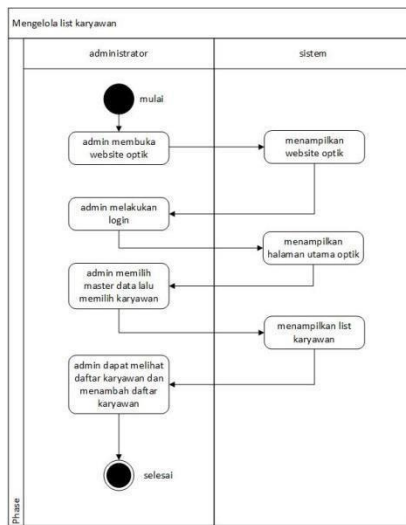 Mengelola list karyawan
administrator
sistem
mulai
admin membuka
website optik
menampilkan
website optik
admin melakukan
login
menampilkan
halaman utama optik
admin memilih
master data lalu
memilih karyawan
menampilkan list
karyawan
admin dapat melihat
daftar karyawan dan
menambah daftar
karyawan
selesai
Phase